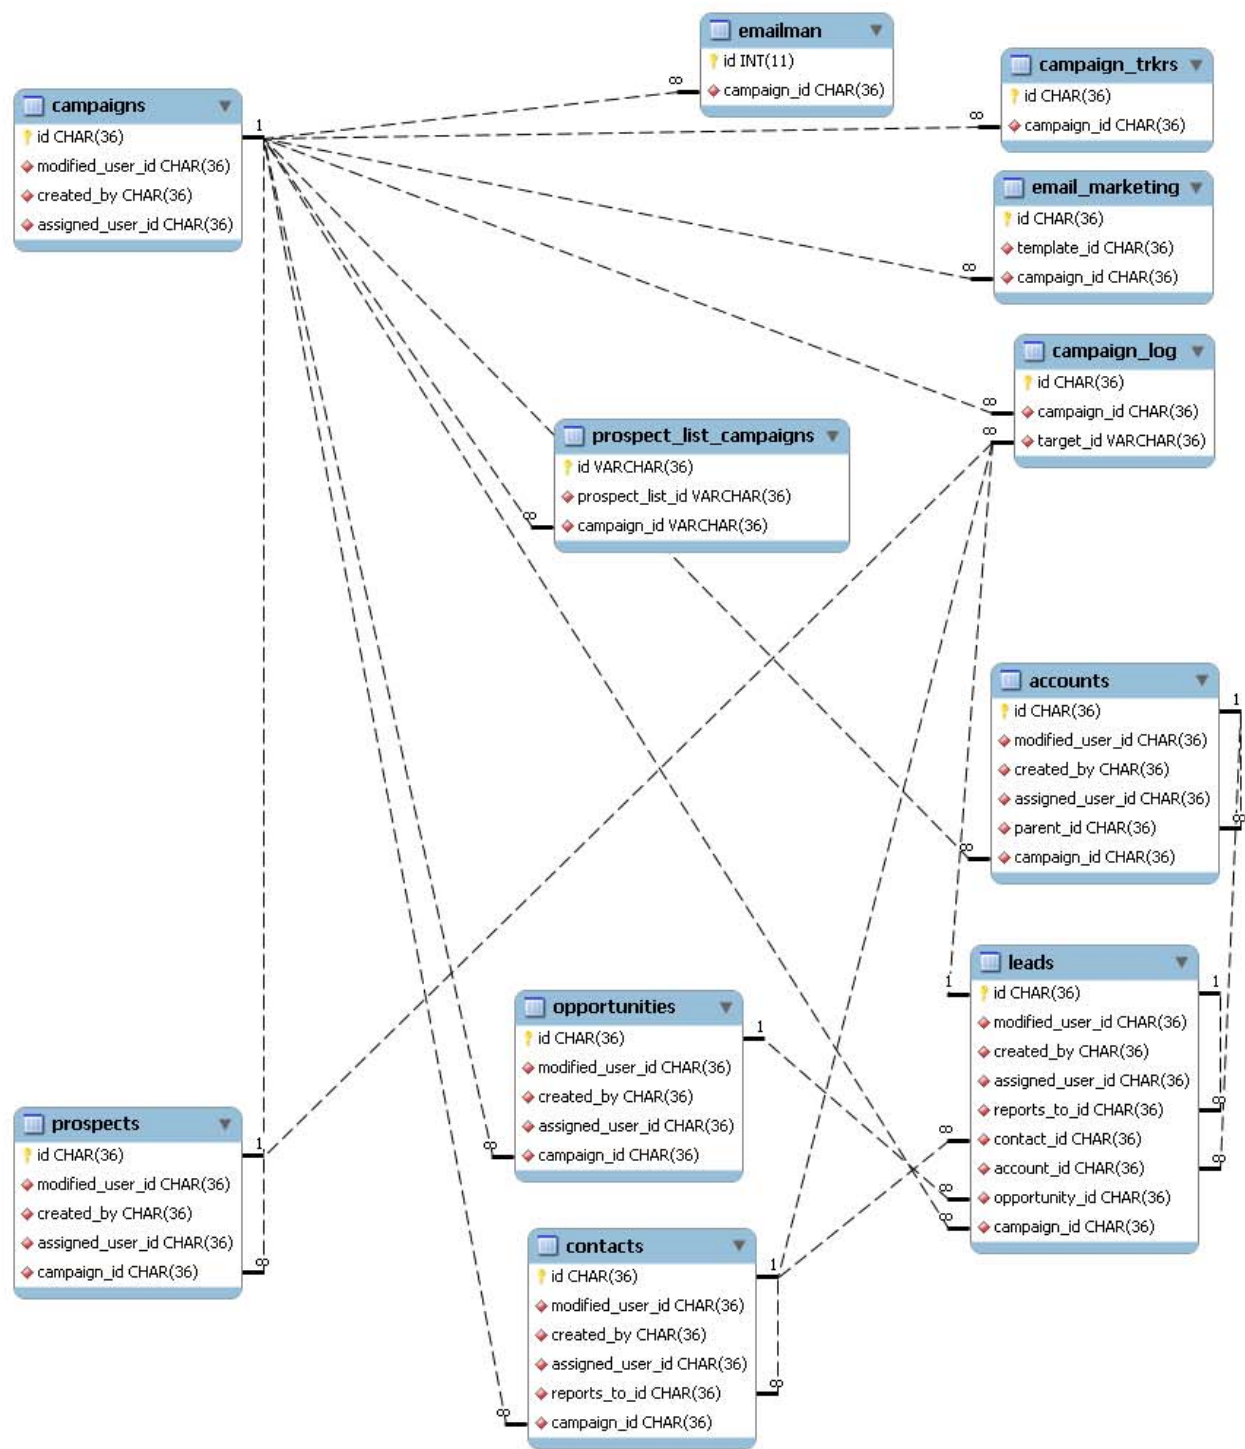 emailman
id INT(11)
campaign_id CHAR(36)
campaign_trkrs
id CHAR(36)
campaign_id CHAR(36)
campaigns
id CHAR(36)
modified_user_id CHAR(36)
created_by CHAR(36)
assigned_user_id CHAR(36)
1
∞
∞
email_marketing
id CHAR(36)
template_id CHAR(36)
campaign_id CHAR(36)
∞
campaign_log
id CHAR(36)
campaign_id CHAR(36)
target_id VARCHAR(36)
∞
∞
prospect_list_campaigns
id VARCHAR(36)
prospect_list_id VARCHAR(36)
campaign_id VARCHAR(36)
∞
accounts
id CHAR(36)
modified_user_id CHAR(36)
created_by CHAR(36)
assigned_user_id CHAR(36)
parent_id CHAR(36)
campaign_id CHAR(36)
1
∞
∞
leads
id CHAR(36)
modified_user_id CHAR(36)
created_by CHAR(36)
assigned_user_id CHAR(36)
reports_to_id CHAR(36)
contact_id CHAR(36)
account_id CHAR(36)
opportunity_id CHAR(36)
campaign_id CHAR(36)
1
1
∞
∞
∞
∞
∞
opportunities
id CHAR(36)
modified_user_id CHAR(36)
created_by CHAR(36)
assigned_user_id CHAR(36)
campaign_id CHAR(36)
1
∞
prospects
id CHAR(36)
modified_user_id CHAR(36)
created_by CHAR(36)
assigned_user_id CHAR(36)
campaign_id CHAR(36)
1
∞
contacts
id CHAR(36)
modified_user_id CHAR(36)
created_by CHAR(36)
assigned_user_id CHAR(36)
reports_to_id CHAR(36)
campaign_id CHAR(36)
1
∞
∞